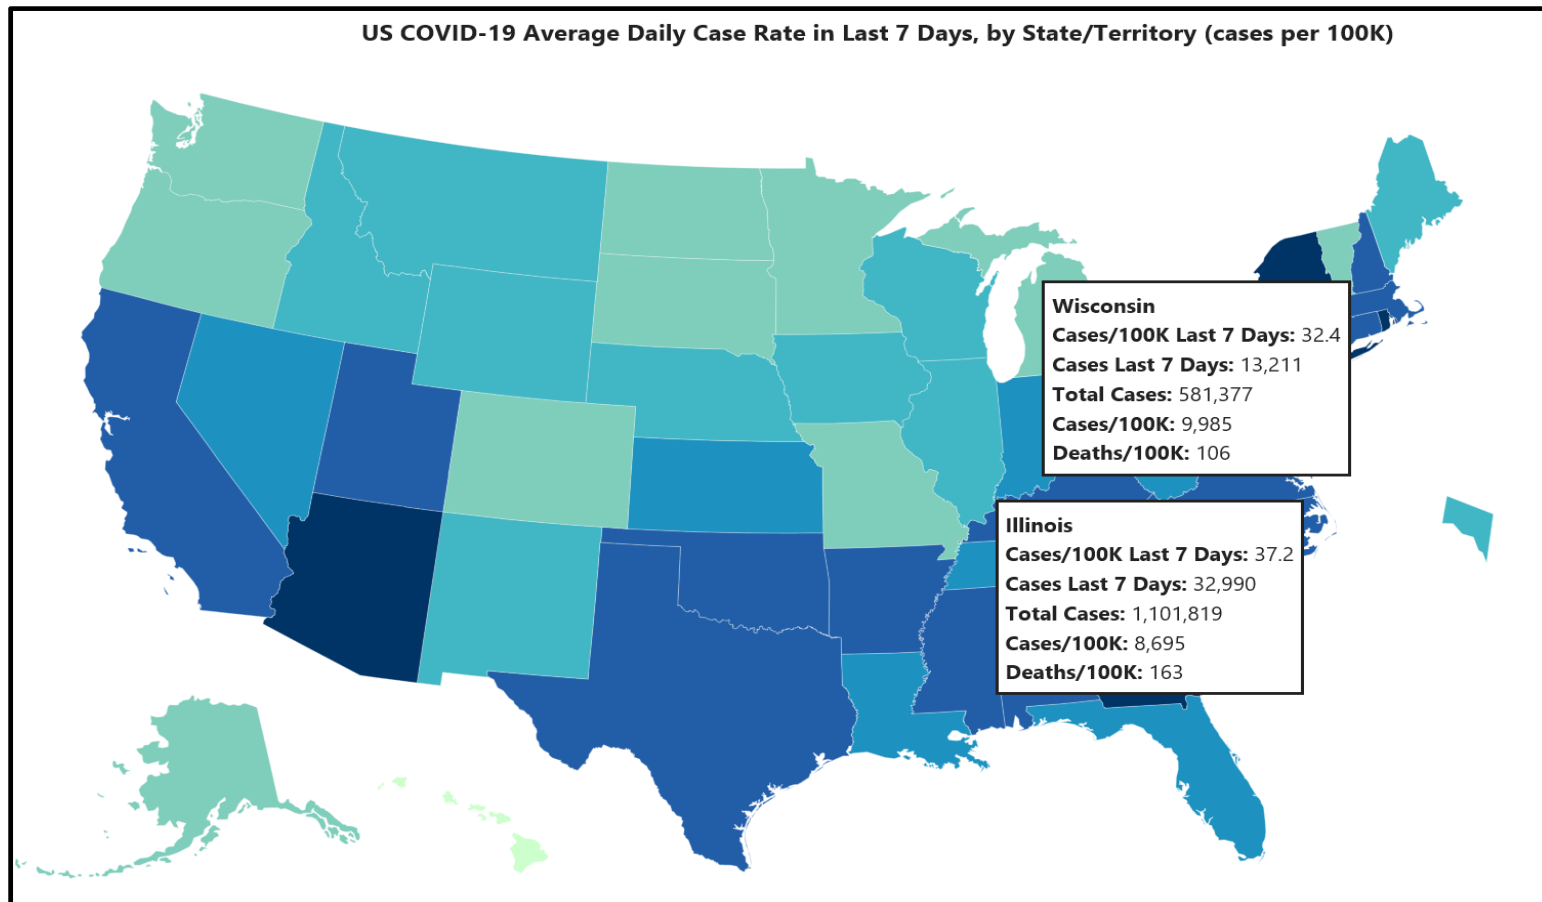 US COVID-19 Average Daily Case Rate in Last 7 Days, by State/Territory (cases per 100K)
Wisconsin
Cases/100K Last 7 Days: 32.4
Cases Last 7 Days: 13,211
Total Cases: 581,377
Cases/100K: 9,985
Deaths/100K: 106
Illinois
Cases/100K Last 7 Days: 37.2
Cases Last 7 Days: 32,990
Total Cases: 1,101,819
Cases/100K: 8,695
Deaths/100K: 163